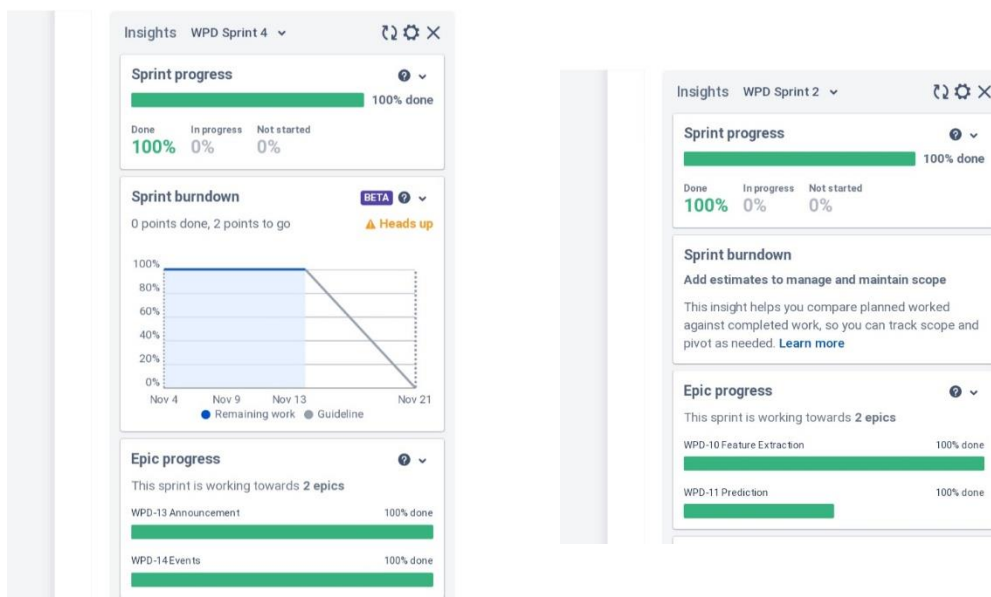 Insights WPD Sprint 4
Sprint progress
100% done
Done In progress Not started
100% 0% 0%
Sprint burndown BETA
0 points done, 2 points to go Heads up
100%
80%
60%
40%
20%
0%
Nov 4 Nov 9 Nov 13 Nov 21
Remaining work Guideline
Epic progress
This sprint is working towards 2 epics
WPD-13 Announcement 100% done
WPD-14 Events 100% done
Insights WPD Sprint 2
Sprint progress
100% done
Done In progress Not started
100% 0% 0%
Sprint burndown
Add estimates to manage and maintain scope
This insight helps you compare planned worked
against completed work, so you can track scope and
pivot as needed. Learn more
Epic progress
This sprint is working towards 2 epics
WPD-10 Feature Extraction 100% done
WPD-11 Prediction 100% done